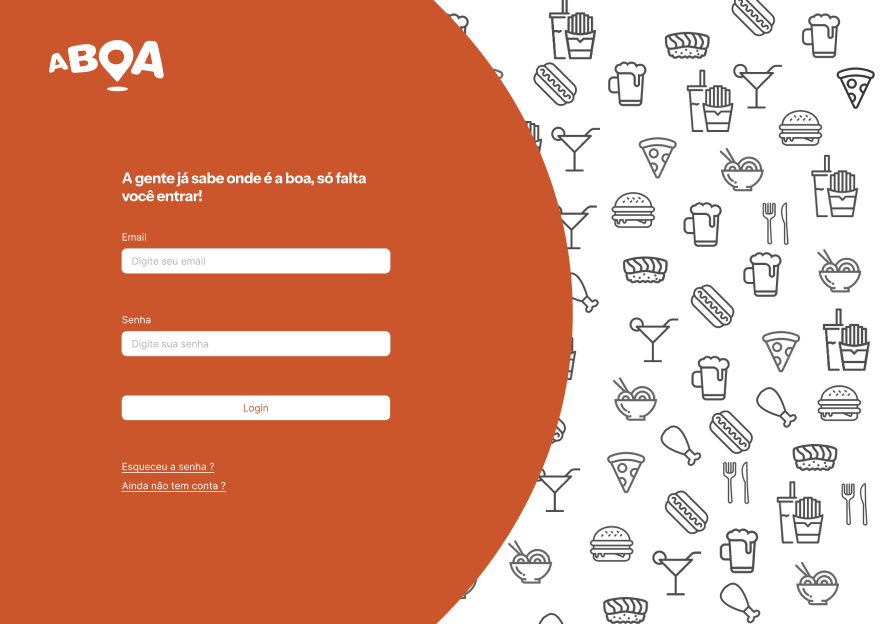 ABOA
A gente já sabe onde é a boa, só falta
você entrar!
Email
Digite seu email
Senha
Digite sua senha
Login
Esqueceu a senha ?
Ainda não tem conta ?